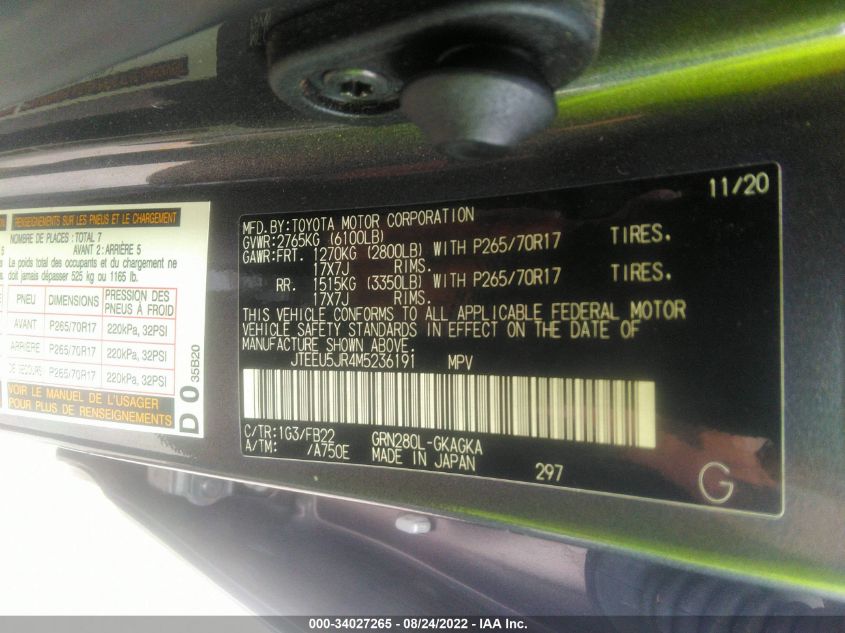 RENSEIGNEMENTS SUR LES PNEUS ET LE CHARGEMENT
NOMBRE DE PLACES: TOTAL 7
AVANT 2: ARRIÈRE 5
Le poids total des occupants et du chargement ne
doit jamais dépasser 525 kg ou 1165 lb.
PNEU DIMENSIONS PRESSION DES PNEUS À FROID
AVANT P265/70R17 220kPa, 32PSI
ARRIÈRE P265/70R17 220kPa, 32PSI
DE SECOURS P265/70R17 220kPa, 32PSI
VOIR LE MANUEL DE L'USAGER
POUR PLUS DE RENSEIGNEMENTS
D 0 35B20
11/20
MFD.BY:TOYOTA MOTOR CORPORATION
GVWR:2765KG (6100LB)
GAWR:FRT. 1270KG (2800LB) WITH P265/70R17 TIRES.
17X7J RIMS.
RR. 1515KG (3350LB) WITH P265/70R17 TIRES.
17X7J RIMS.
THIS VEHICLE CONFORMS TO ALL APPLICABLE FEDERAL MOTOR
VEHICLE SAFETY STANDARDS IN EFFECT ON THE DATE OF
MANUFACTURE SHOWN ABOVE.
JTEEU5JR4M5236191 MPV
C/TR:1G3/FB22 GRN280L-GKAGKA
A/TM: /A750E MADE IN JAPAN
297
G
000-34027265 - 08/24/2022 - IAA, Inc.